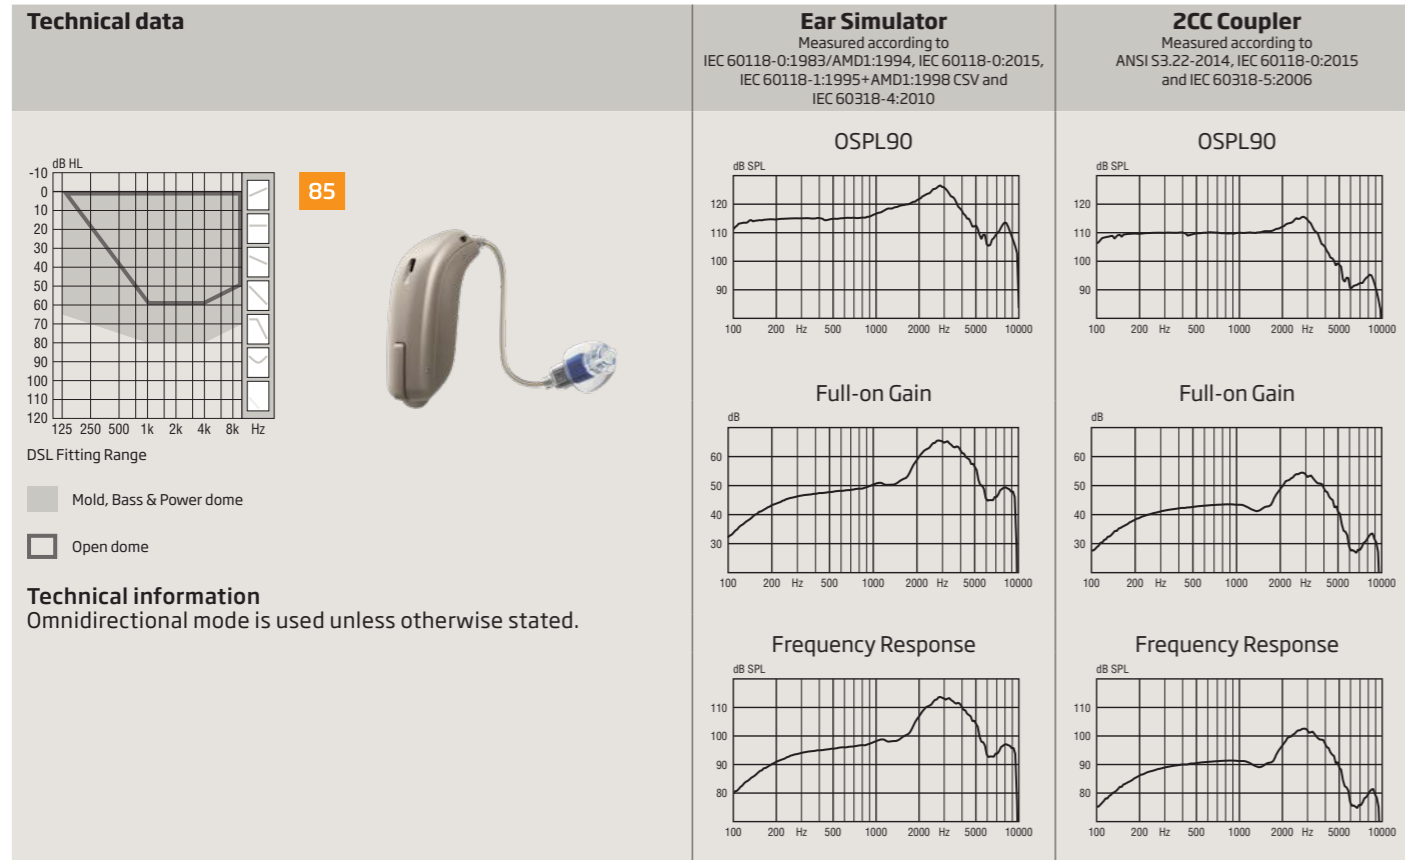 Technical data
Ear Simulator
Measured according to
IEC 60118-0:1983/AMD1:1994, IEC 60118-0:2015,
IEC 60118-1:1995+AMD1:1998 CSV and
IEC 60318-4:2010
2CC Coupler
Measured according to
ANSI S3.22-2014, IEC 60118-0:2015
and IEC 60318-5:2006
dB HL
-10
0
10
20
30
40
50
60
70
80
90
100
110
120
125 250 500 1k 2k 4k 8k Hz
85
DSL Fitting Range
Mold, Bass & Power dome
Open dome
Technical information
Omnidirectional mode is used unless otherwise stated.
OSPL90
dB SPL
120
110
100
90
100 200 Hz 500 1000 2000 Hz 5000 10000
Full-on Gain
dB
60
50
40
30
100 200 Hz 500 1000 2000 Hz 5000 10000
Frequency Response
dB SPL
110
100
90
80
100 200 Hz 500 1000 2000 Hz 5000 10000
OSPL90
dB SPL
120
110
100
90
100 200 Hz 500 1000 2000 Hz 5000 10000
Full-on Gain
dB
60
50
40
30
100 200 Hz 500 1000 2000 Hz 5000 10000
Frequency Response
dB SPL
110
100
90
80
100 200 Hz 500 1000 2000 Hz 5000 10000